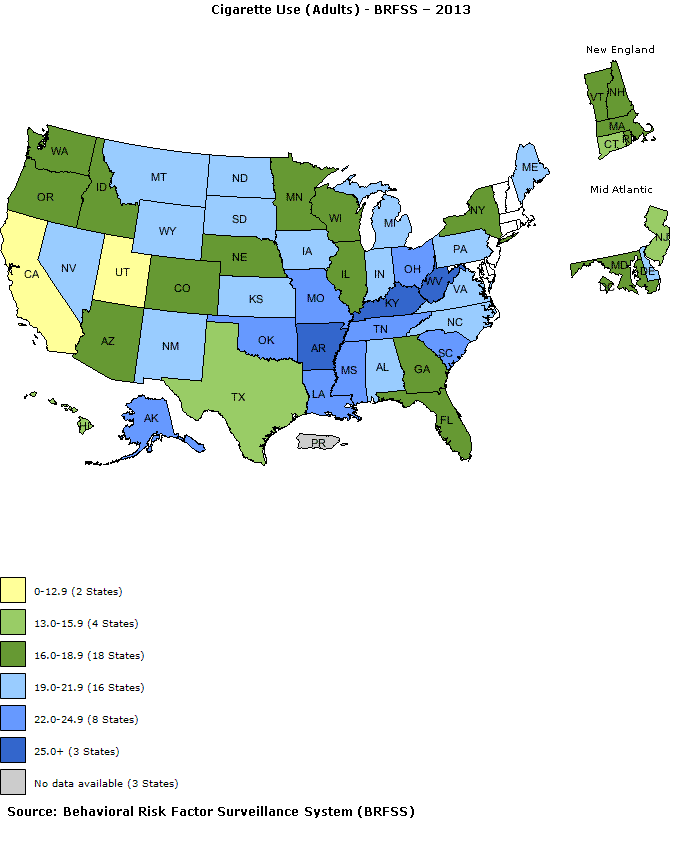 Cigarette Use (Adults) - BRFSS – 2013
New England
VT NH
MA
CT RI
Mid Atlantic
NJ
MD DE
DC
WA
OR
ID
MT
ND
MN
WI
MI
NY
ME
WY
SD
IA
NE
PA
CA
NV
UT
CO
KS
MO
IL
IN
OH
WV
VA
KY
AZ
NM
OK
AR
TN
NC
SC
TX
LA
MS
AL
GA
FL
HI
AK
PR
0-12.9 (2 States)
13.0-15.9 (4 States)
16.0-18.9 (18 States)
19.0-21.9 (16 States)
22.0-24.9 (8 States)
25.0+ (3 States)
No data available (3 States)
Source: Behavioral Risk Factor Surveillance System (BRFSS)